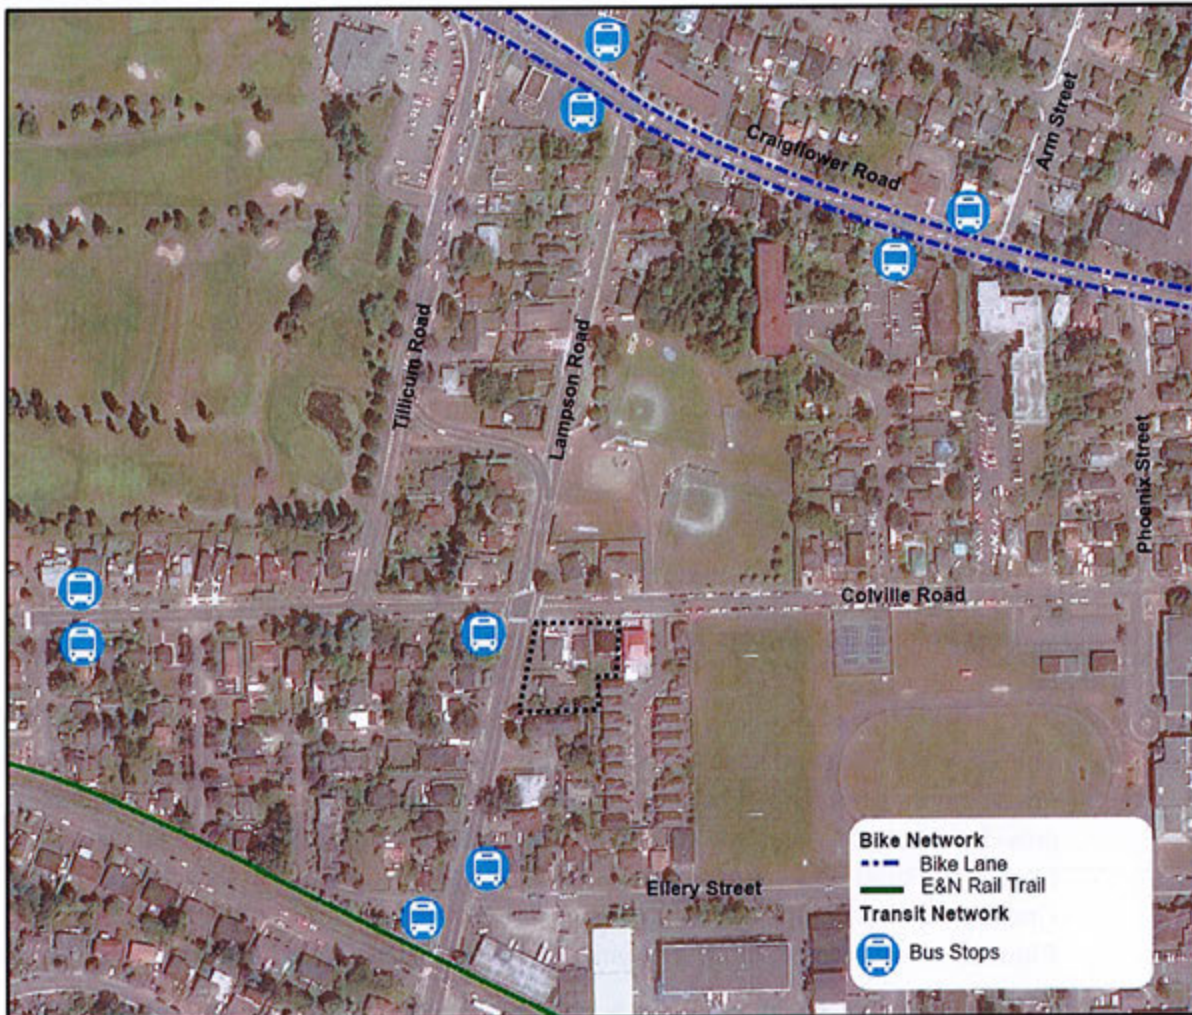 Craigflower Road
Arm Street
Tillicum Road
Lampson Road
Phoenix Street
Colville Road
Ellery Street
Bike Network
Bike Lane
E&N Rail Trail
Transit Network
Bus Stops